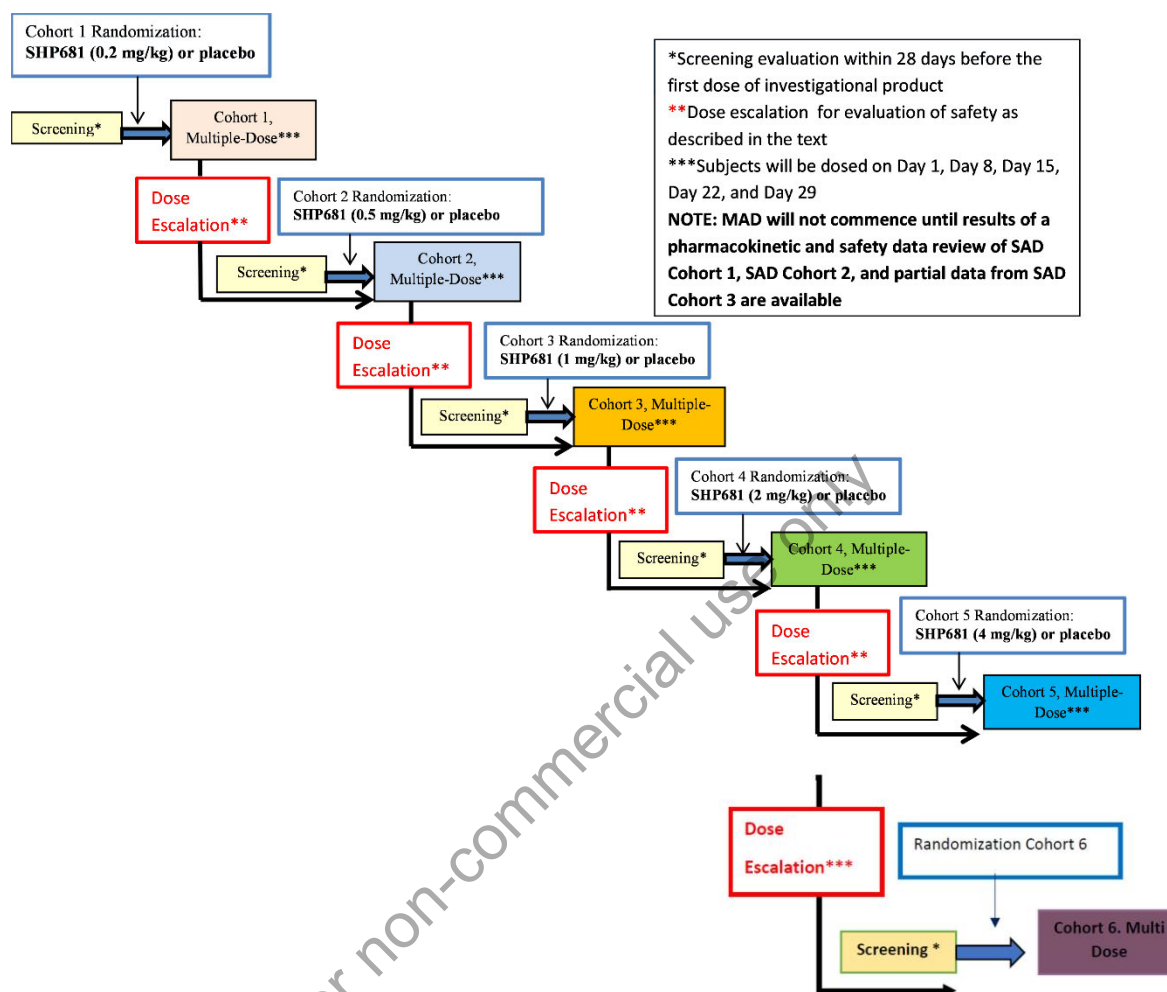 Cohort 1 Randomization:
SHP681 (0.2 mg/kg) or placebo
*Screening evaluation within 28 days before the
first dose of investigational product
**Dose escalation for evaluation of safety as
described in the text
***Subjects will be dosed on Day 1, Day 8, Day 15,
Day 22, and Day 29
NOTE: MAD will not commence until results of a
pharmacokinetic and safety data review of SAD
Cohort 1, SAD Cohort 2, and partial data from SAD
Cohort 3 are available
Screening*
Cohort 1,
Multiple-Dose***
Dose
Escalation**
Cohort 2 Randomization:
SHP681 (0.5 mg/kg) or placebo
Screening*
Cohort 2,
Multiple-Dose***
Dose
Escalation**
Cohort 3 Randomization:
SHP681 (1 mg/kg) or placebo
Screening*
Cohort 3, Multiple-
Dose***
Dose
Escalation**
Cohort 4 Randomization:
SHP681 (2 mg/kg) or placebo
Screening*
Cohort 4, Multiple-
Dose***
Dose
Escalation**
Cohort 5 Randomization:
SHP681 (4 mg/kg) or placebo
Screening*
Cohort 5, Multiple-
Dose***
Dose
Escalation***
Randomization Cohort 6
Screening *
Cohort 6. Multi
Dose
r non-commercial use only